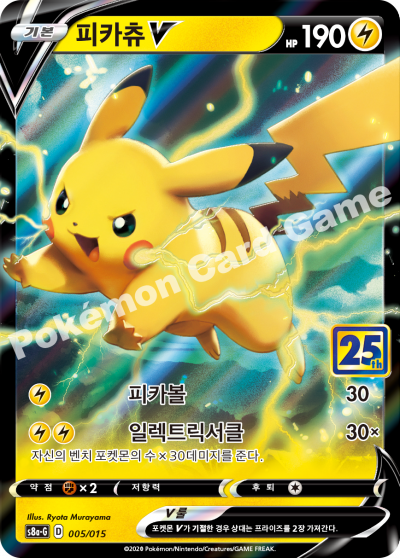 기본 피카츄 V HP 190
Pokémon Card Game
25th
피카볼 30
일렉트릭서클 30×
자신의 벤치 포켓몬의 수 × 30데미지를 준다.
약점 ×2 저항력 후퇴
Illus. Ryota Murayama
V룰
s8a-G D 005/015
포켓몬 V가 기절한 경우 상대는 프라이즈를 2장 가져간다.
©2020 Pokémon/Nintendo/Creatures/GAME FREAK.